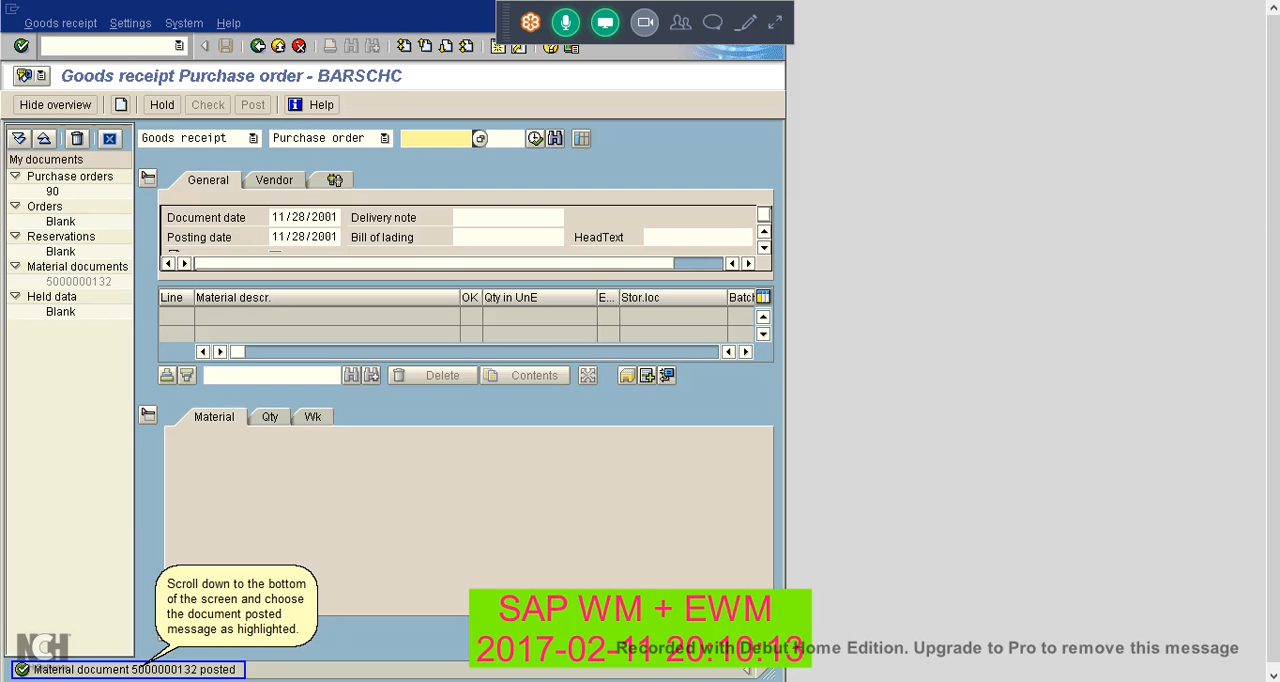 Goods receipt Settings System Help
Goods receipt Purchase order - BARSCHC
Hide overview Hold Check Post Help
Goods receipt Purchase order
My documents
Purchase orders
90
Orders
Blank
Reservations
Blank
Material documents
5000000132
Held data
Blank
General Vendor
Document date 11/28/2001 Delivery note
Posting date 11/28/2001 Bill of lading HeadText
Line Material descr. OK Qty in UnE E... Stor.loc Batch
Delete Contents
Material Qty Wk
Scroll down to the bottom
of the screen and choose
the document posted
message as highlighted.
NCH
Material document 5000000132 posted
SAP WM + EWM
2017-02-11 20:10:13
Recorded with Debut Home Edition. Upgrade to Pro to remove this message